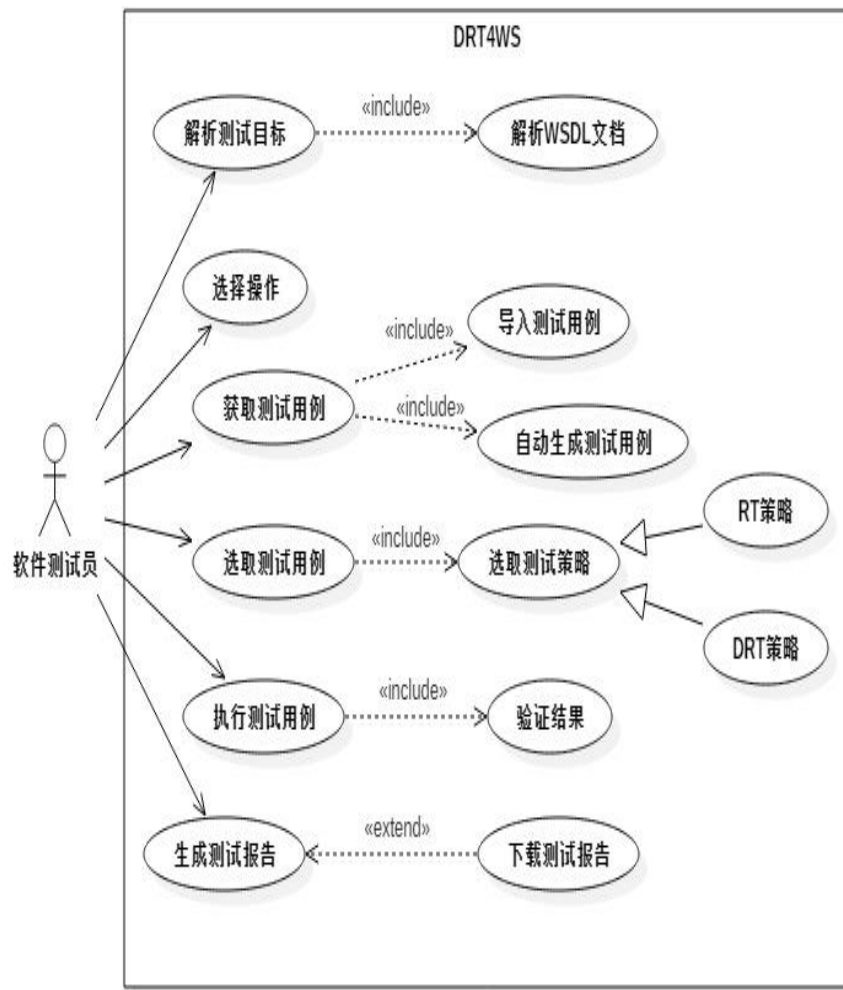 DRT4WS
解析测试目标
«include»
解析WSDL文档
选择操作
«include»
导入测试用例
获取测试用例
«include»
自动生成测试用例
RT策略
软件测试员
选取测试用例
«include»
选取测试策略
DRT策略
执行测试用例
«include»
验证结果
生成测试报告
«extend»
下载测试报告